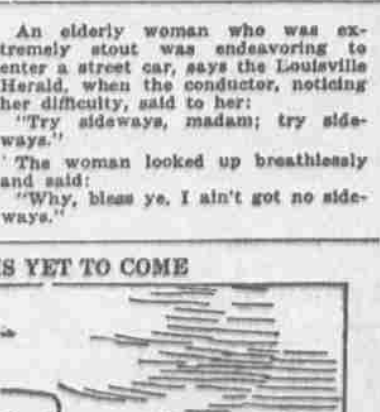 An elderly woman who was ex-
tremely stout was endeavoring to
enter a street car, says the Louisville
Herald, when the conductor, noticing
her difficulty, said to her:
"Try sideways, madam; try side-
ways."
The woman looked up breathlessly
and said:
"Why, bless ye, I ain't got no side-
ways."
S YET TO COME